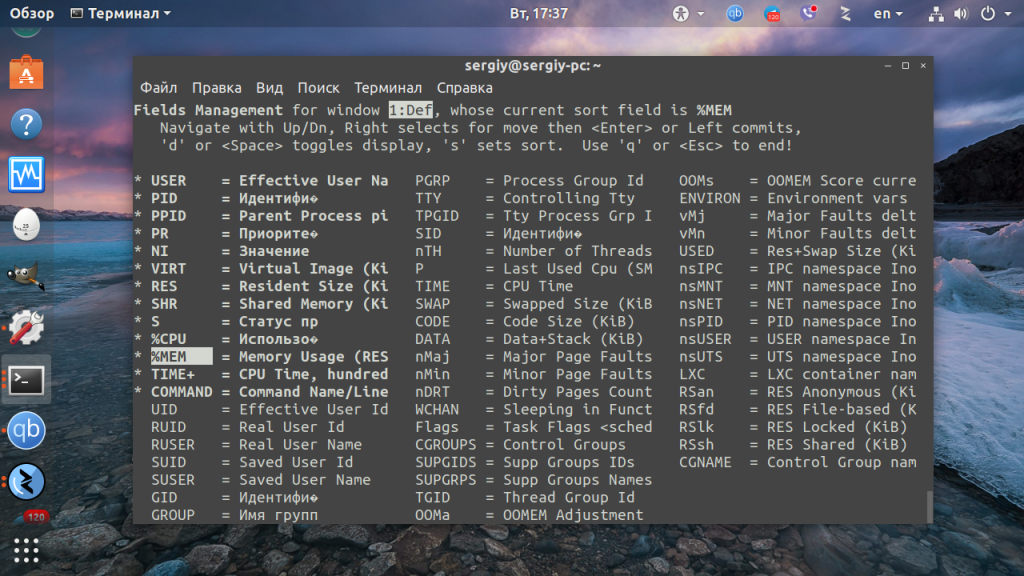 Обзор Терминал Вт, 17:37 en
sergiy@sergiy-pc: ~
Файл Правка Вид Поиск Терминал Справка
Fields Management for window 1:Def, whose current sort field is %MEM
Navigate with Up/Dn, Right selects for move then <Enter> or Left commits,
'd' or <Space> toggles display, 's' sets sort. Use 'q' or <Esc> to end!
* USER = Effective User Na PGRP = Process Group Id OOMs = OOMEM Score curre
* PID = Идентифи� TTY = Controlling Tty ENVIRON = Environment vars
* PPID = Parent Process pi TPGID = Tty Process Grp I vMj = Major Faults delt
* PR = Приорите� SID = Идентифи� vMn = Minor Faults delt
* NI = Значение nTH = Number of Threads USED = Res+Swap Size (Ki
* VIRT = Virtual Image (Ki P = Last Used Cpu (SM nsIPC = IPC namespace Ino
* RES = Resident Size (Ki TIME = CPU Time nsMNT = MNT namespace Ino
* SHR = Shared Memory (Ki SWAP = Swapped Size (KiB nsNET = NET namespace Ino
* S = Статус пр CODE = Code Size (KiB) nsPID = PID namespace Ino
* %CPU = Использо� DATA = Data+Stack (KiB) nsUSER = USER namespace In
* %MEM = Memory Usage (RES nMaj = Major Page Faults nsUTS = UTS namespace Ino
* TIME+ = CPU Time, hundred nMin = Minor Page Faults LXC = LXC container nam
* COMMAND = Command Name/Line nDRT = Dirty Pages Count RSan = RES Anonymous (Ki
UID = Effective User Id WCHAN = Sleeping in Funct RSfd = RES File-based (K
RUID = Real User Id Flags = Task Flags <sched RSlk = RES Locked (KiB)
RUSER = Real User Name CGROUPS = Control Groups RSsh = RES Shared (KiB)
SUID = Saved User Id SUPGIDS = Supp Groups IDs CGNAME = Control Group nam
SUSER = Saved User Name SUPGRPS = Supp Groups Names
GID = Идентифи� TGID = Thread Group Id
GROUP = Имя групп OOMa = OOMEM Adjustment
qb
120